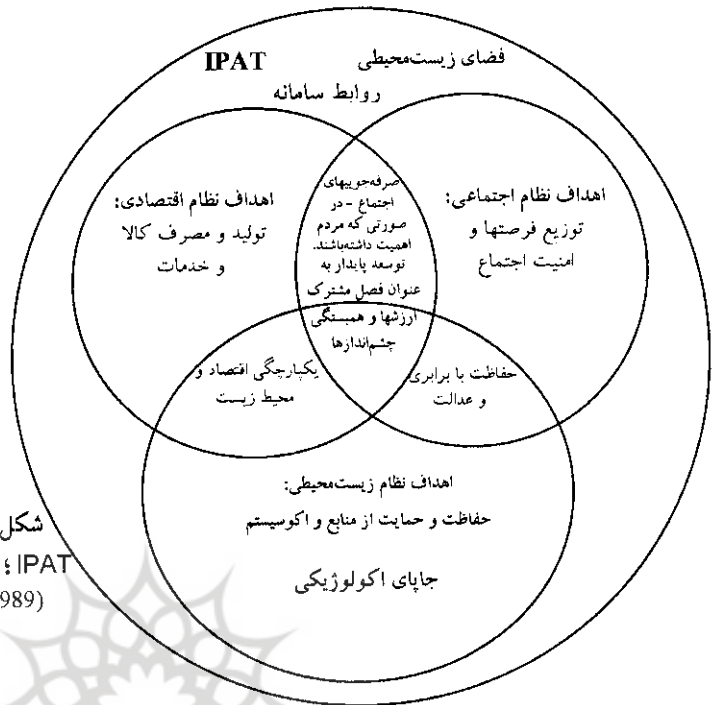 فضای زیست‌محیطی IPAT
روابط سامانه
اهداف نظام اجتماعی:
توزیع فرصتها و
امنیت اجتماع
صرفه‌جوییهای
اجتماع - در
صورتی که مردم
اهمیت داشته‌باشند.
توسعه پایدار به
عنوان فصل مشترک
ارزشها و همبستگی
چشم‌اندازها
اهداف نظام اقتصادی:
تولید و مصرف کالا
و خدمات
حفاظت با برابری
و عدالت
یکپارچگی اقتصاد و
محیط زیست
اهداف نظام زیست‌محیطی:
حفاظت و حمایت از منابع و اکوسیستم
جاپای اکولوژیکی
شکل
IPAT؛
989)